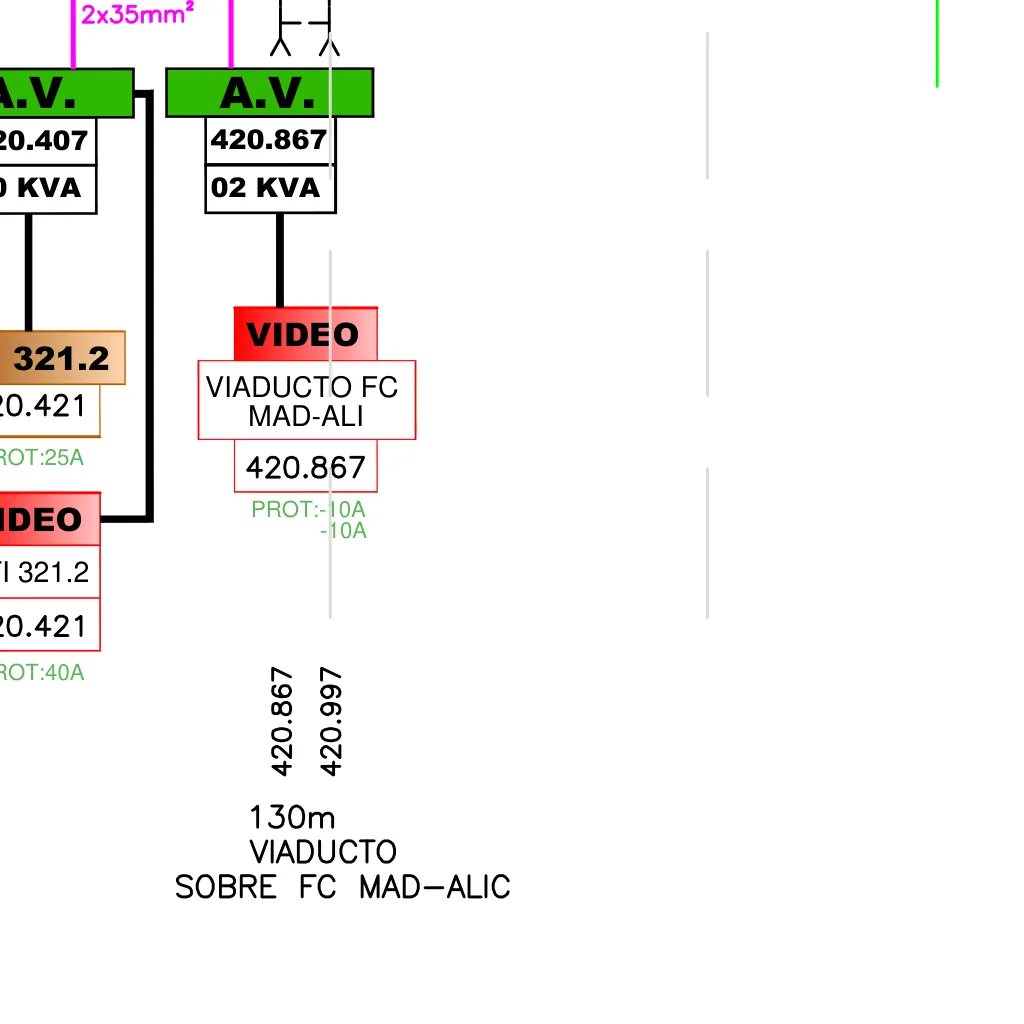 2x35mm²
A.V.
20.407
0 KVA
321.2
20.421
ROT:25A
IDEO
I 321.2
20.421
ROT:40A
A.V.
420.867
02 KVA
VIDEO
VIADUCTO FC
MAD-ALI
420.867
PROT:-10A
-10A
420.867
420.997
130m
VIADUCTO
SOBRE FC MAD-ALIC